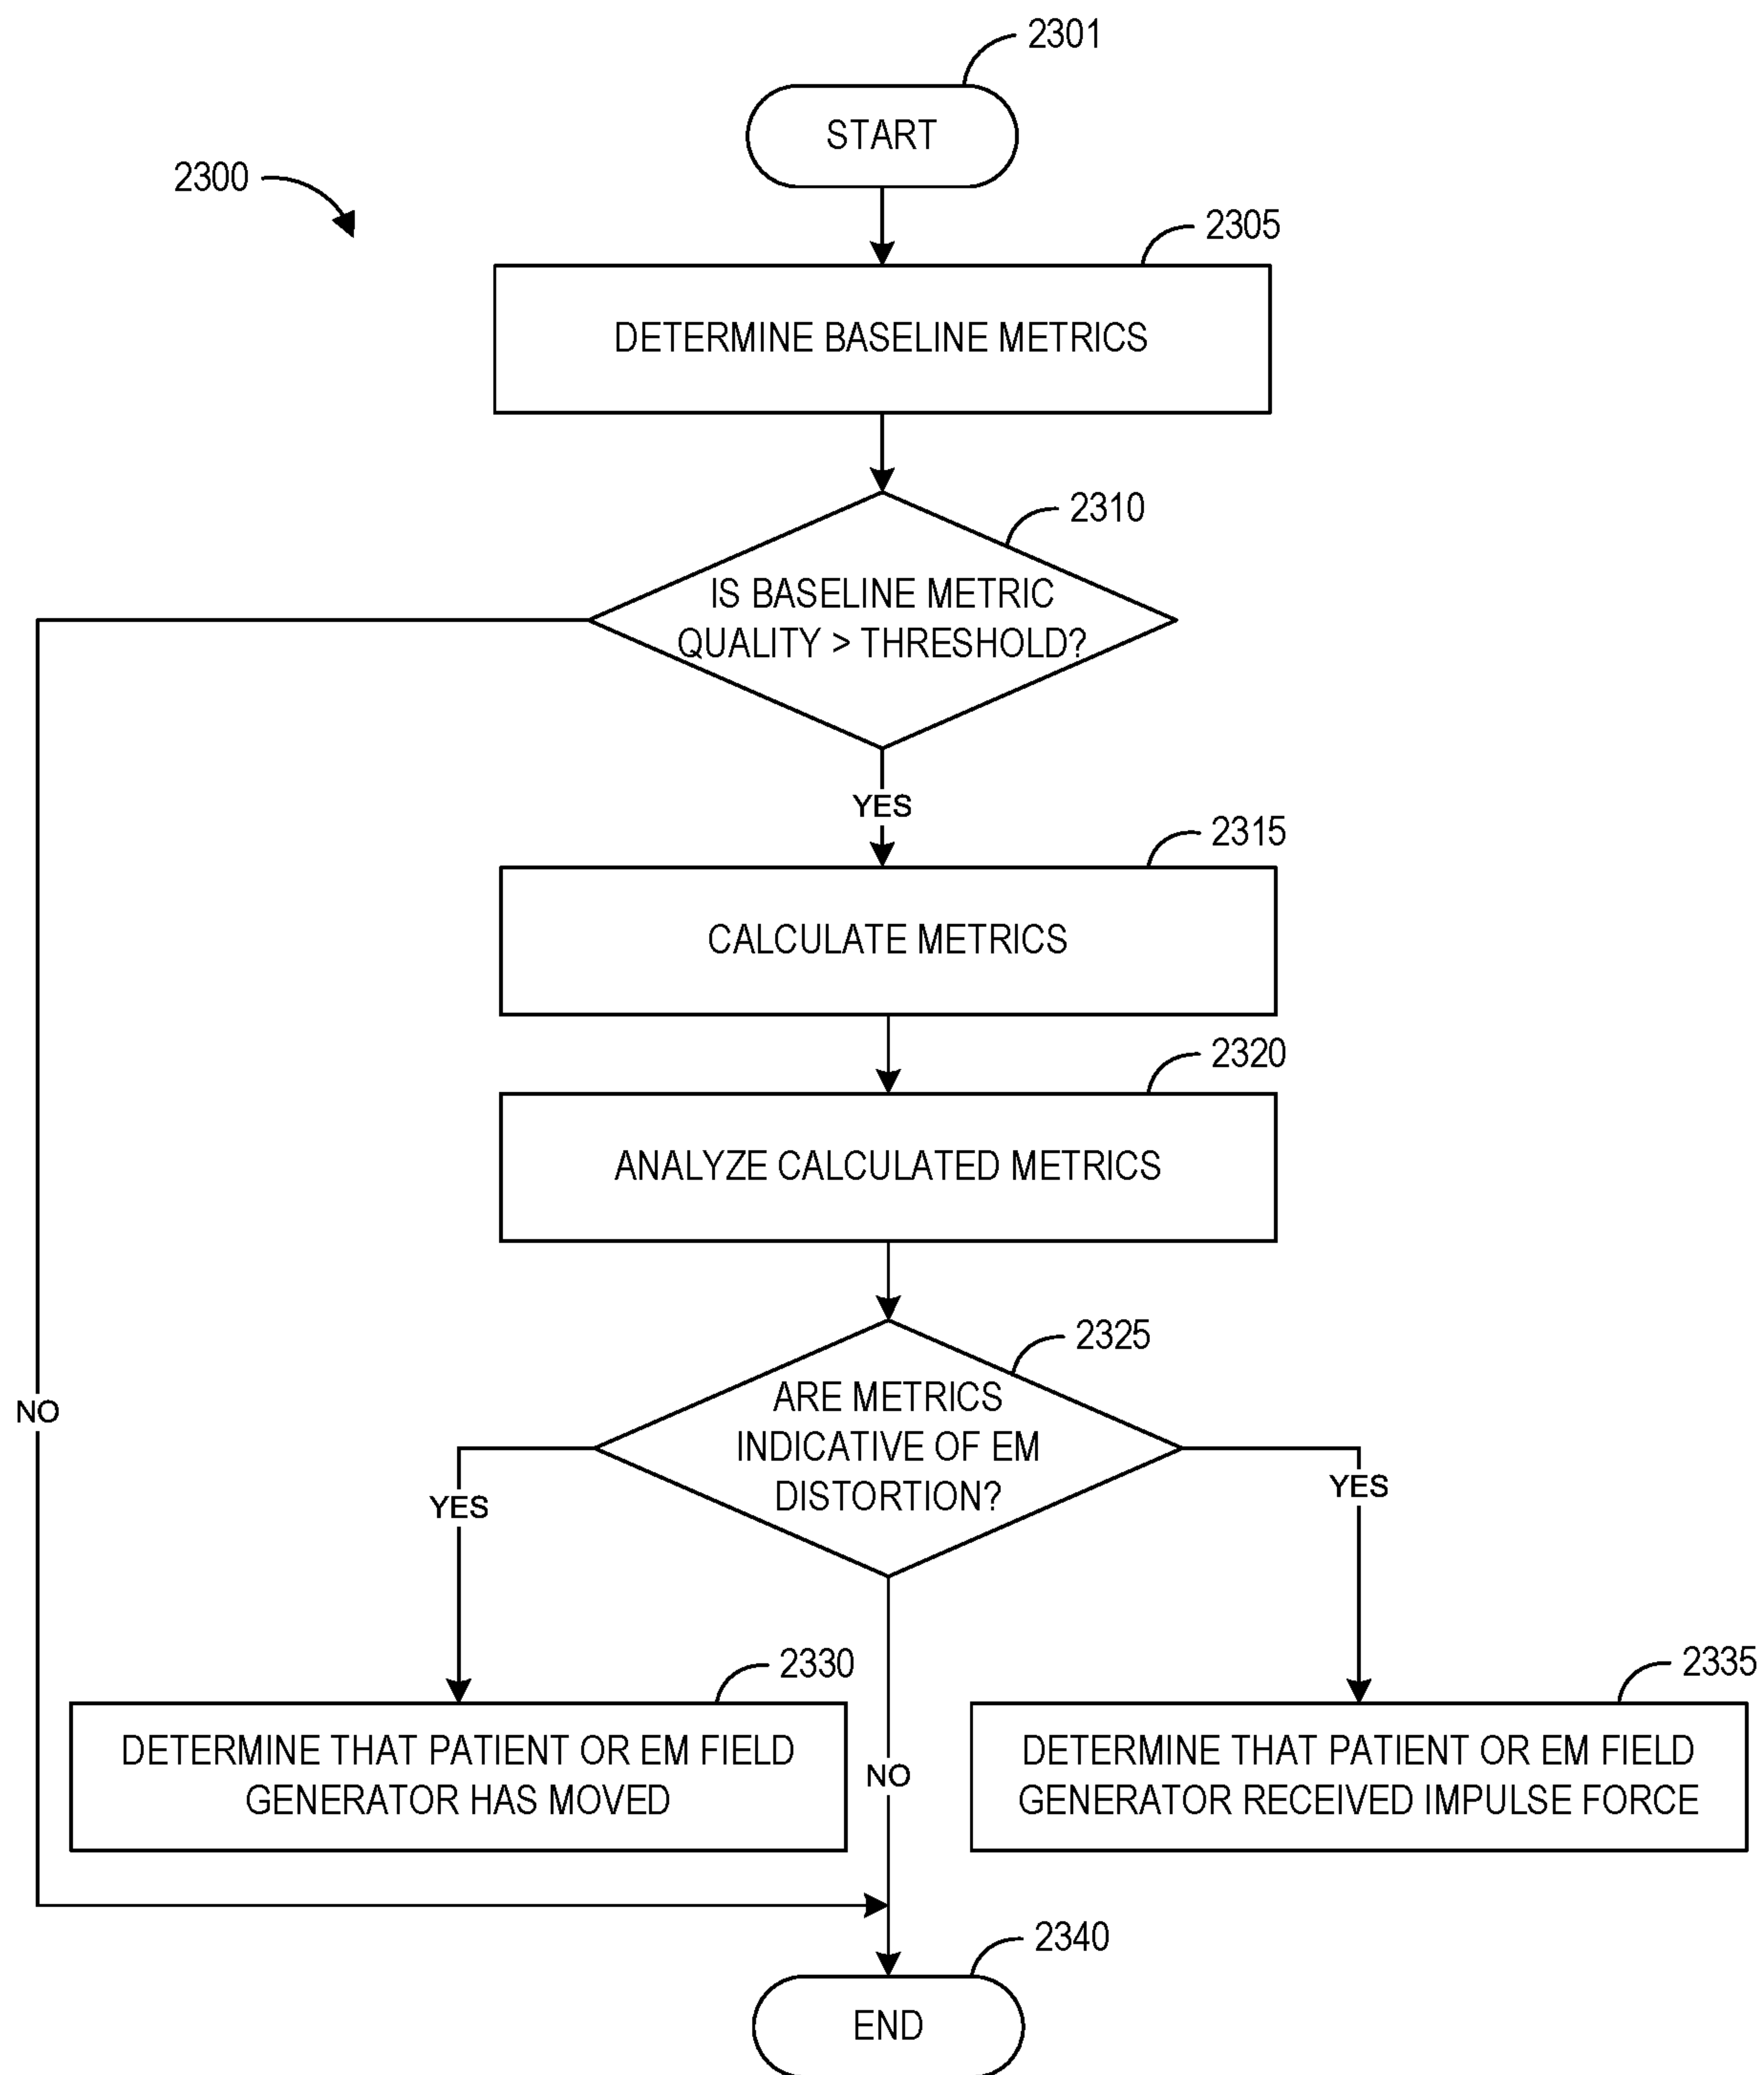 2301
START
2300
2305
DETERMINE BASELINE METRICS
2310
IS BASELINE METRIC
QUALITY > THRESHOLD?
YES
2315
CALCULATE METRICS
2320
ANALYZE CALCULATED METRICS
2325
ARE METRICS
INDICATIVE OF EM
DISTORTION?
NO
YES
YES
2330
2335
DETERMINE THAT PATIENT OR EM FIELD
GENERATOR HAS MOVED
NO
DETERMINE THAT PATIENT OR EM FIELD
GENERATOR RECEIVED IMPULSE FORCE
2340
END